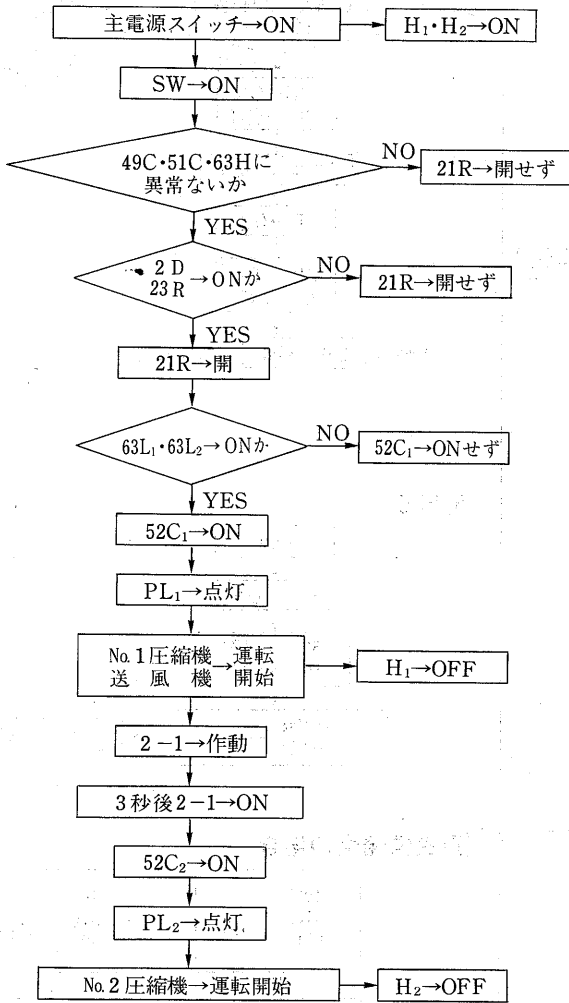 主電源スイッチ→ON
H₁・H₂→ON
SW→ON
49C・51C・63Hに
異常ないか
NO
21R→開せず
YES
2 D
23 R
→ONか
NO
21R→開せず
YES
21R→開
63L₁・63L₂→ONか
NO
52C₁→ONせず
YES
52C₁→ON
PL₁→点灯
No.1圧縮機→運転
送風機 開始
H₁→OFF
2-1→作動
3秒後2-1→ON
52C₂→ON
PL₂→点灯
No.2圧縮機→運転開始
H₂→OFF